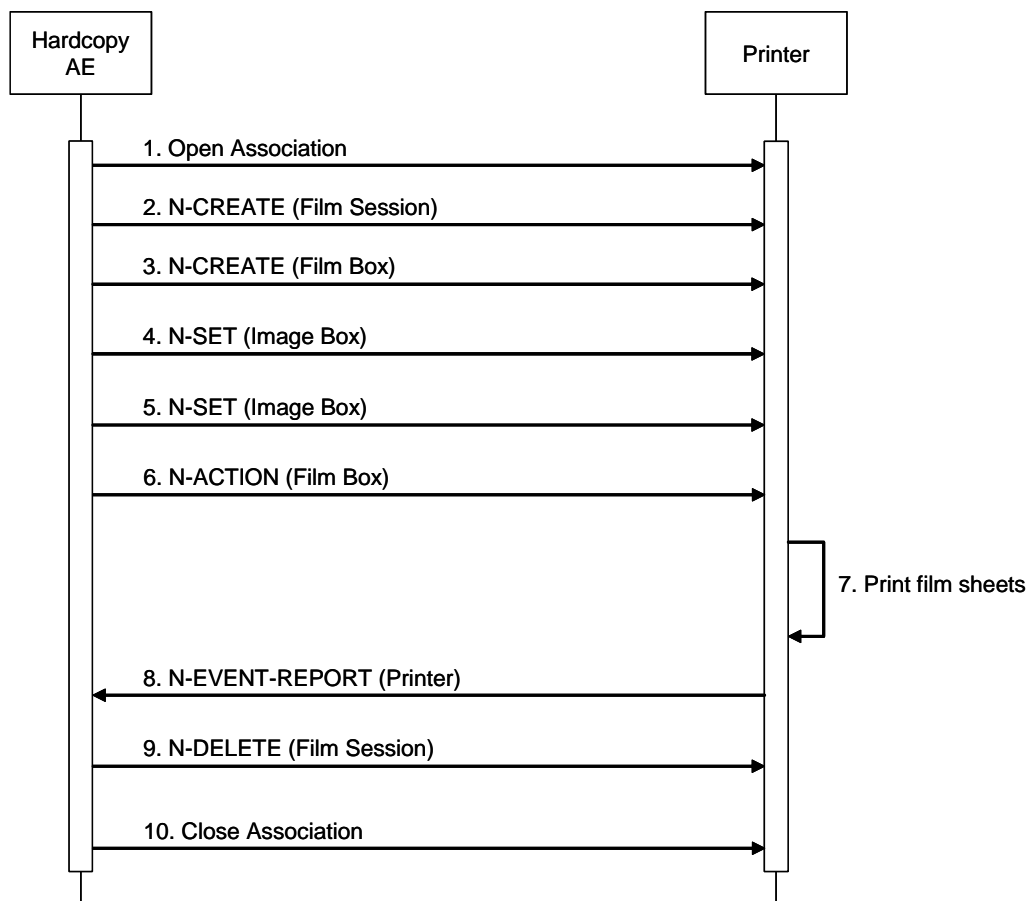 Hardcopy
AE
Printer
1. Open Association
2. N-CREATE (Film Session)
3. N-CREATE (Film Box)
4. N-SET (Image Box)
5. N-SET (Image Box)
6. N-ACTION (Film Box)
7. Print film sheets
8. N-EVENT-REPORT (Printer)
9. N-DELETE (Film Session)
10. Close Association